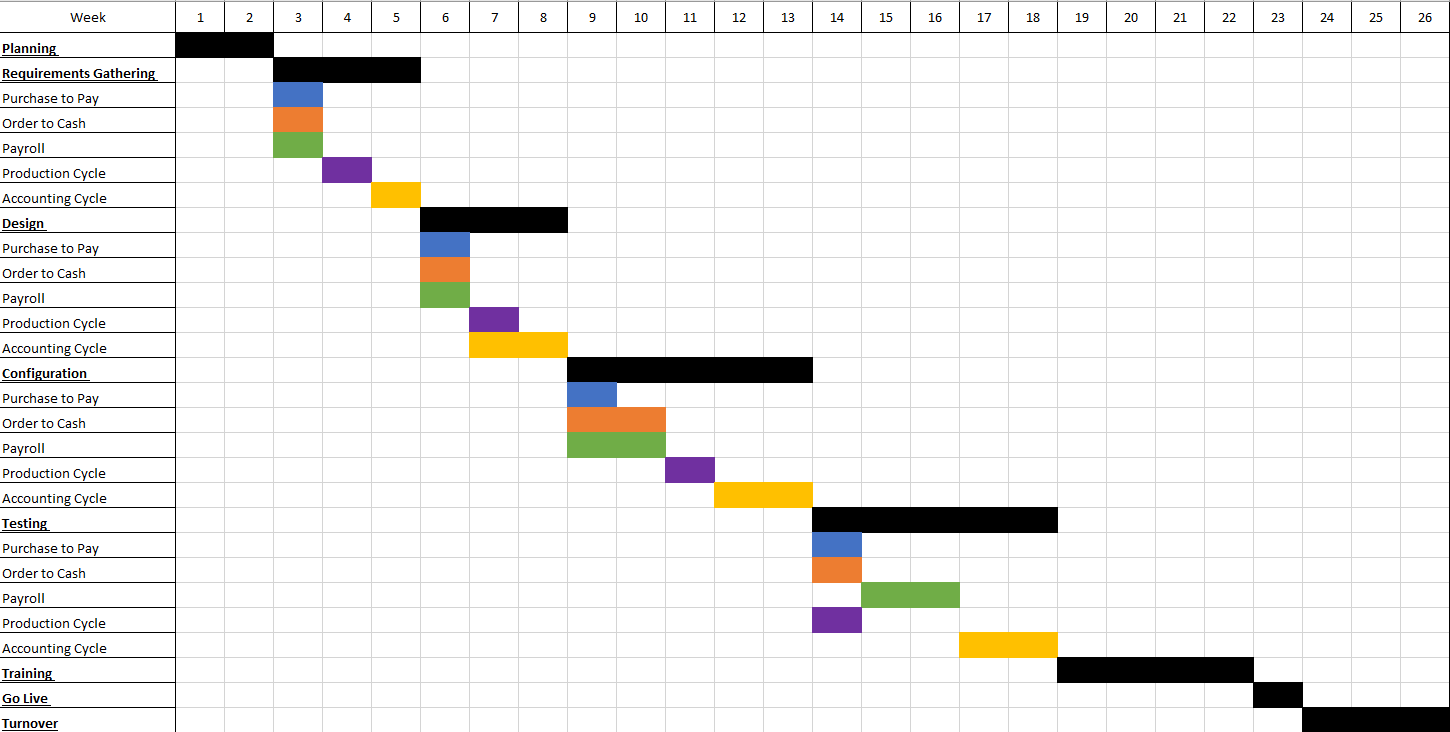 Week 1 2 3 4 5 6 7 8 9 10 11 12 13 14 15 16 17 18 19 20 21 22 23 24 25 26
Planning
Requirements Gathering
Purchase to Pay
Order to Cash
Payroll
Production Cycle
Accounting Cycle
Design
Purchase to Pay
Order to Cash
Payroll
Production Cycle
Accounting Cycle
Configuration
Purchase to Pay
Order to Cash
Payroll
Production Cycle
Accounting Cycle
Testing
Purchase to Pay
Order to Cash
Payroll
Production Cycle
Accounting Cycle
Training
Go Live
Turnover